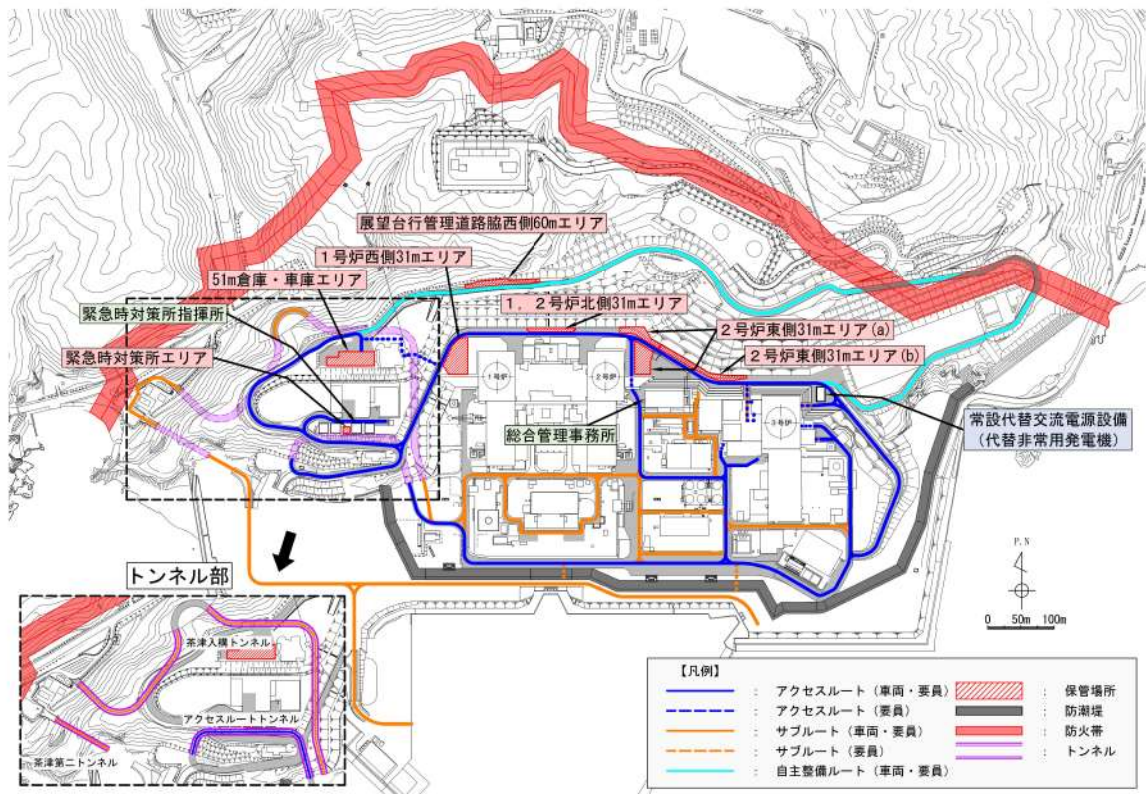 展望台行管理道路脇西側60mエリア
1号炉西側31mエリア
51m倉庫・車庫エリア
緊急時対策所指揮所
緊急時対策所エリア
1,2号炉北側31mエリア
2号炉東側31mエリア(a)
2号炉東側31mエリア(b)
1号炉
2号炉
3号炉
総合管理事務所
常設代替交流電源設備
(代替非常用発電機)
P.N
0 50m 100m
トンネル部
茶津入構トンネル
アクセスルートトンネル
茶津第二トンネル
【凡例】
: アクセスルート(車両・要員)
: アクセスルート(要員)
: サブルート(車両・要員)
: サブルート(要員)
: 自主整備ルート(車両・要員)
: 保管場所
: 防潮堤
: 防火帯
: トンネル